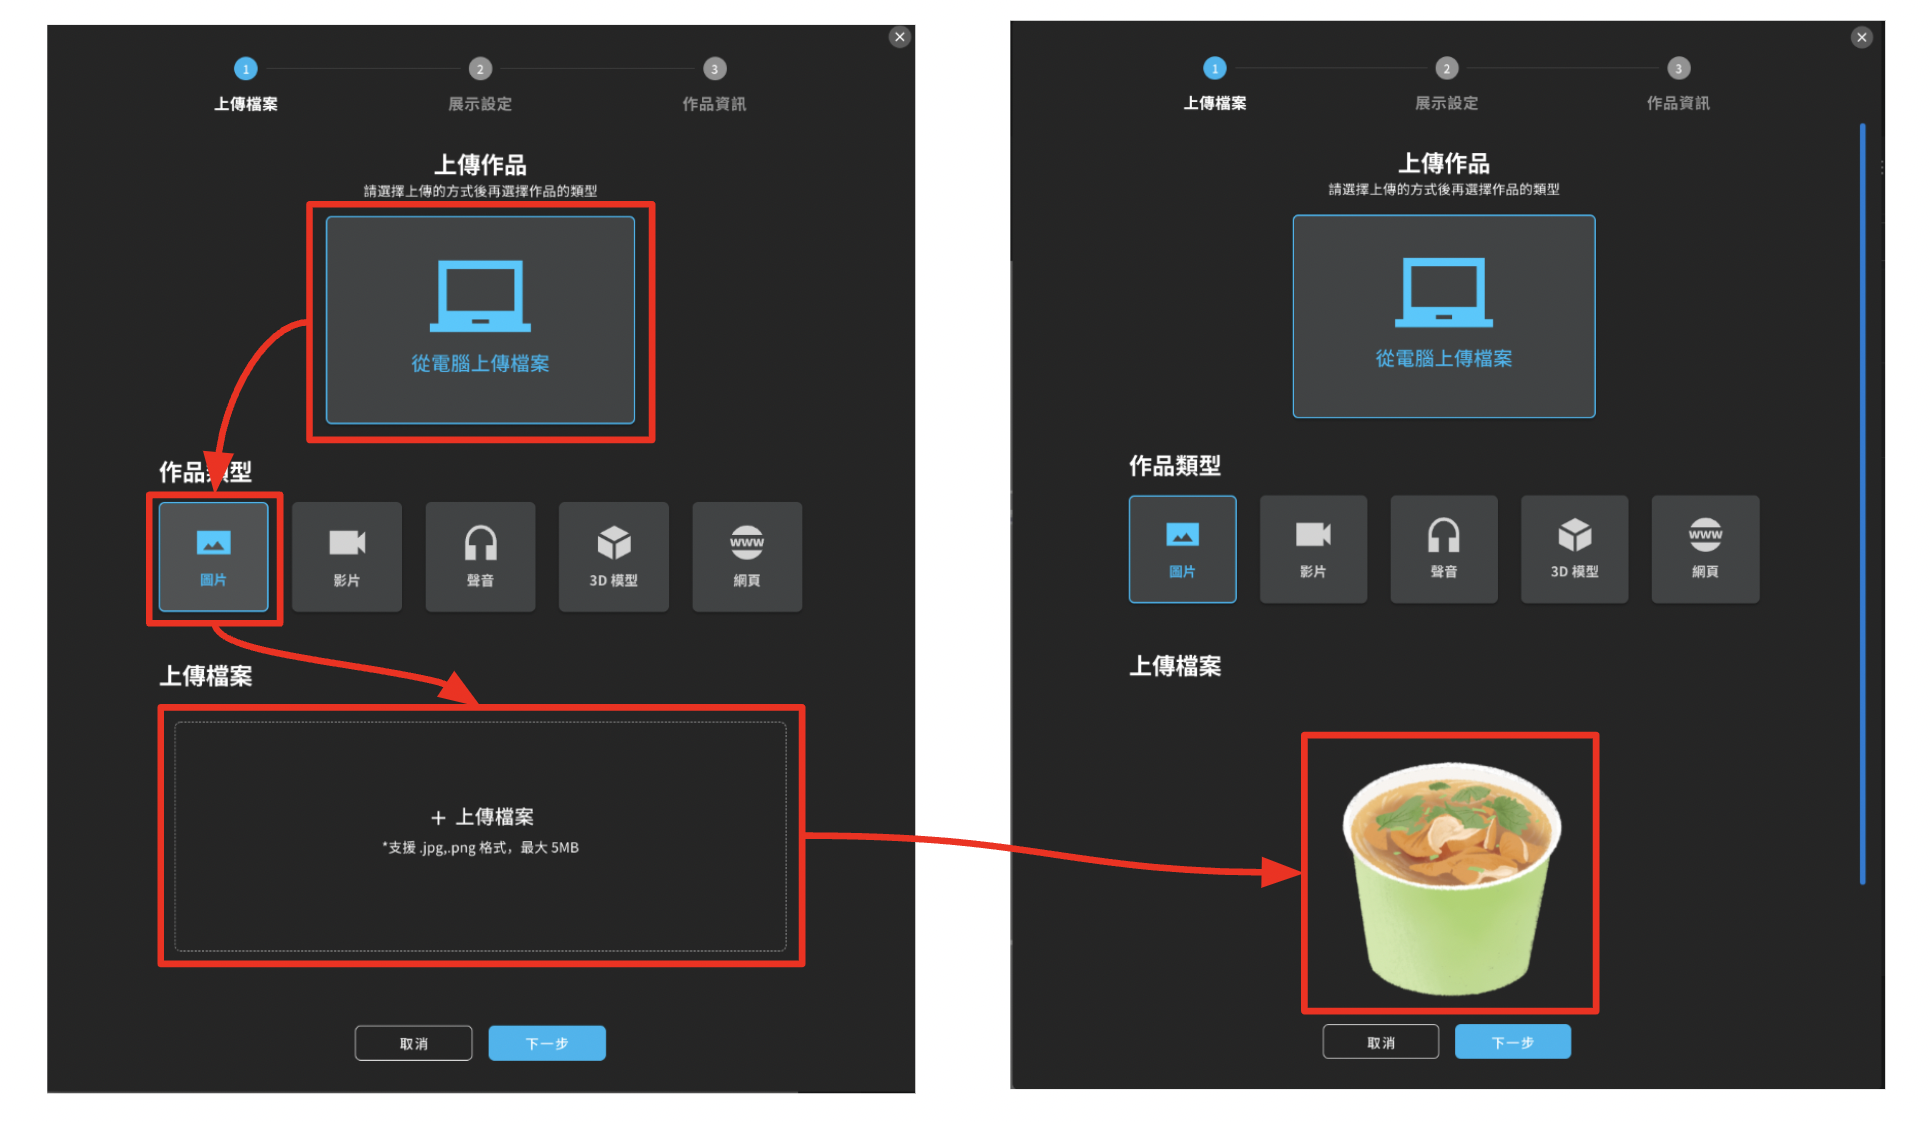 1
2
3
上傳檔案
展示設定
作品資訊
上傳作品
請選擇上傳的方式後再選擇作品的類型
從電腦上傳檔案
作品類型
圖片
影片
聲音
3D 模型
WWW
網頁
上傳檔案
+ 上傳檔案
*支援 .jpg,.png 格式，最大 5MB
取消
下一步
1
2
3
上傳檔案
展示設定
作品資訊
上傳作品
請選擇上傳的方式後再選擇作品的類型
從電腦上傳檔案
作品類型
圖片
影片
聲音
3D 模型
WWW
網頁
上傳檔案
取消
下一步